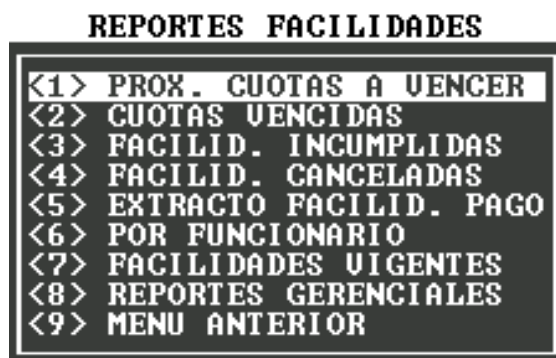 REPORTES FACILIDADES
<1> PROX. CUOTAS A VENCER
<2> CUOTAS VENCIDAS
<3> FACILID. INCUMPLIDAS
<4> FACILID. CANCELADAS
<5> EXTRACTO FACILID. PAGO
<6> POR FUNCIONARIO
<7> FACILIDADES VIGENTES
<8> REPORTES GERENCIALES
<9> MENU ANTERIOR